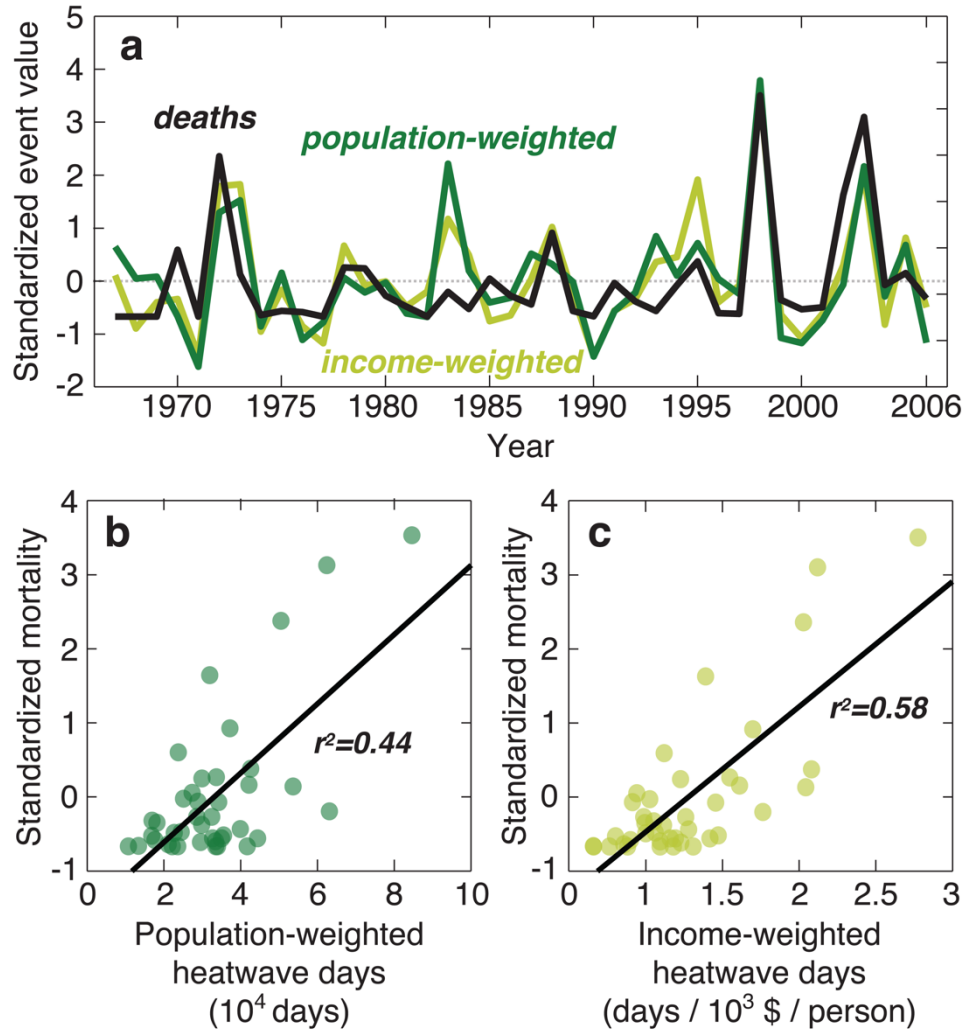 a
5
4
3
2
1
0
-1
-2
Standardized event value
deaths
population-weighted
income-weighted
1970 1975 1980 1985 1990 1995 2000 2006
Year
b
4
3
2
1
0
-1
Standardized mortality
r²=0.44
0 2 4 6 8 10
Population-weighted
heatwave days
(10⁴ days)
c
4
3
2
1
0
-1
Standardized mortality
r²=0.58
0 1 1.5 2 2.5 3
Income-weighted
heatwave days
(days / 10³ $ / person)